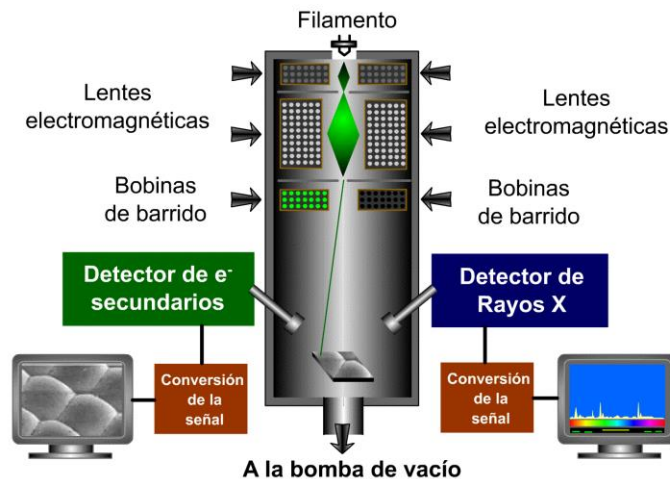 Filamento
Lentes
electromagnéticas
Lentes
electromagnéticas
Bobinas
de barrido
Bobinas
de barrido
Detector de e-
secundarios
Detector de
Rayos X
Conversión
de la
señal
Conversión
de la
señal
A la bomba de vacío